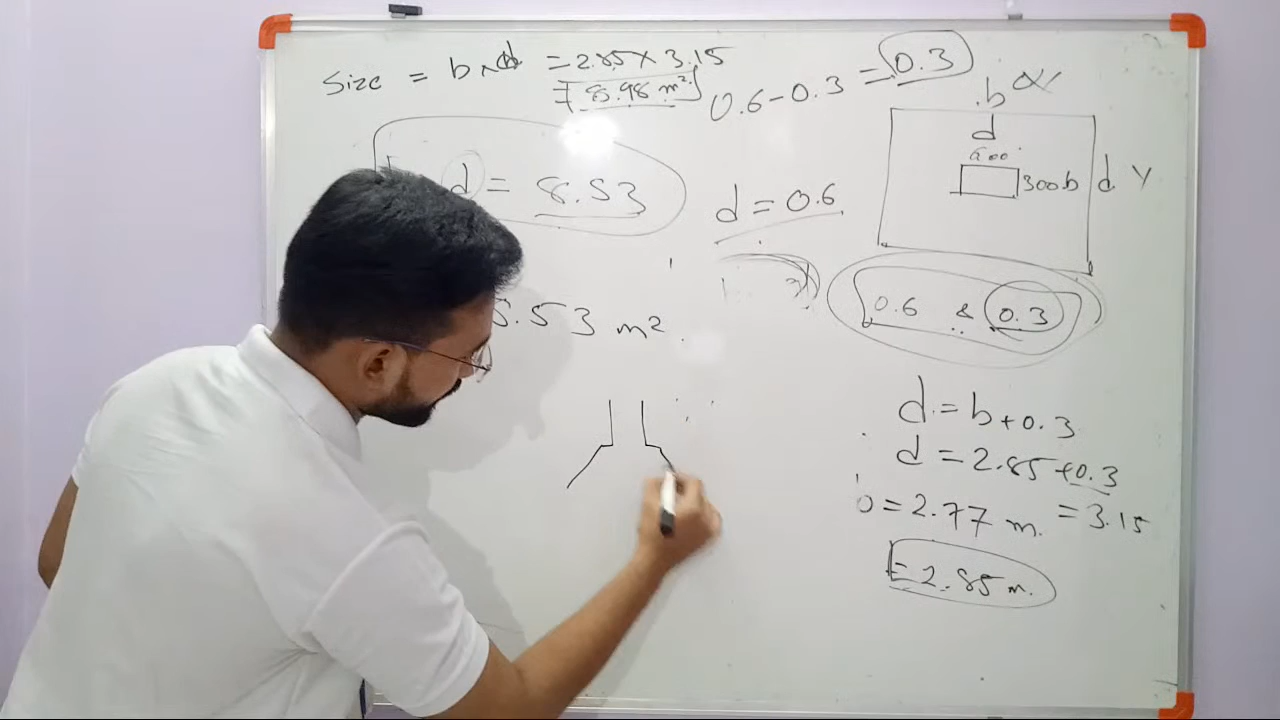 Size = b x d = 2.85 x 3.15
= 8.98 m²
0.6 - 0.3 = 0.3
b
d
300 b
d y
d = 8.53
d = 0.6
8.53 m²
0.6 & 0.3
d = b + 0.3
d = 2.85 + 0.3
= 3.15
b = 2.77 m.
= 2.85 m.